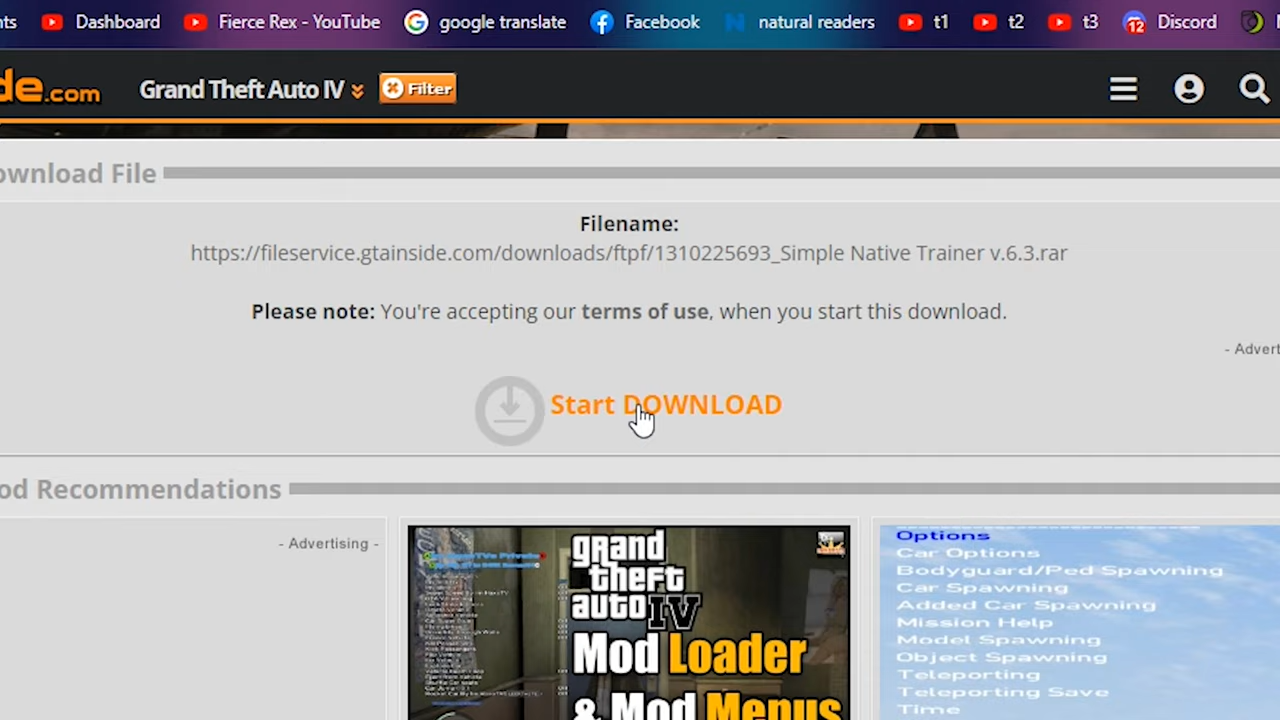 nts Dashboard Fierce Rex - YouTube google translate Facebook natural readers t1 t2 t3 12 Discord
de.com Grand Theft Auto IV Filter
ownload File
Filename:
https://fileservice.gtainside.com/downloads/ftpf/1310225693_Simple Native Trainer v.6.3.rar
Please note: You're accepting our terms of use, when you start this download.
- Advert
Start DOWNLOAD
od Recommendations
- Advertising -
grand
theft
auto IV
Mod Loader
& Mod Menus
Options
Car Options
Bodyguard/Ped Spawning
Car Spawning
Added Car Spawning
Mission Help
Model Spawning
Object Spawning
Teleporting
Teleporting Save
Time